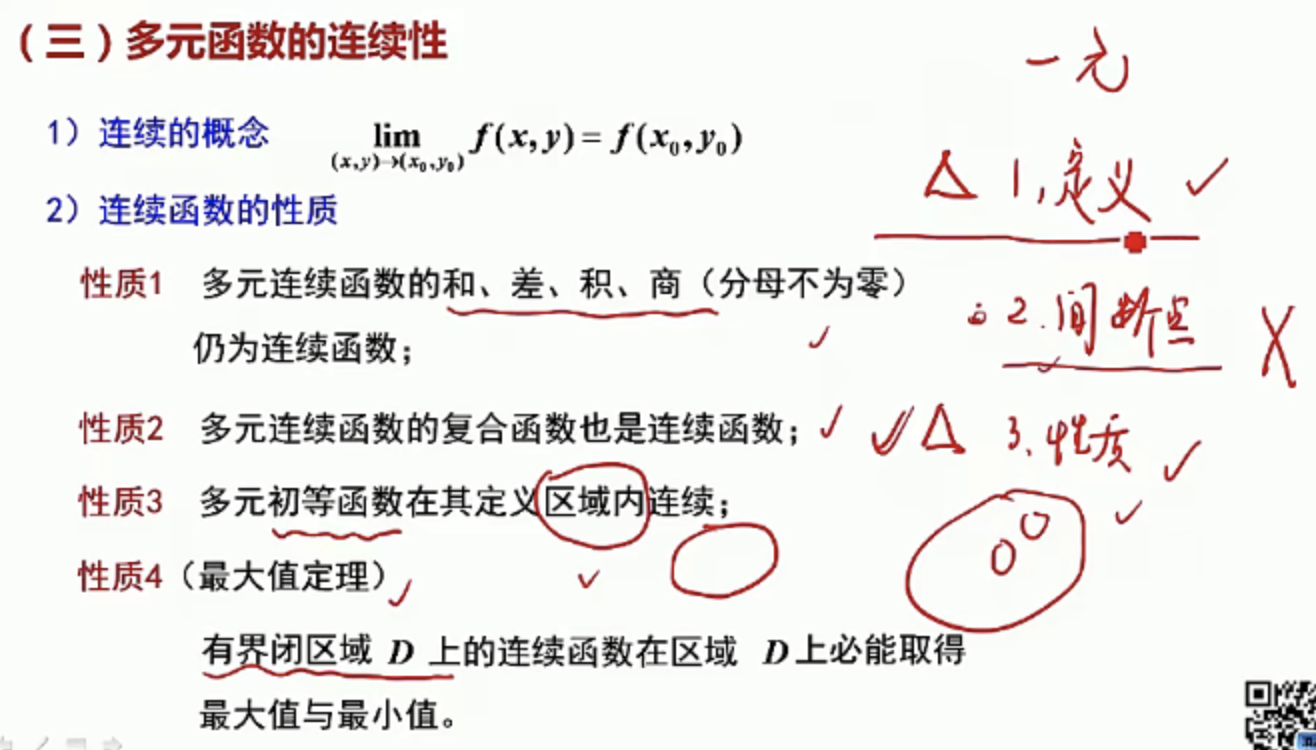 （三）多元函数的连续性
一元
1）连续的概念 lim f(x,y)=f(x₀,y₀)
(x,y)→(x₀,y₀)
△ 1,定义 ✓
2）连续函数的性质
性质1 多元连续函数的和、差、积、商（分母不为零）
2.间断点 X
仍为连续函数；
性质2 多元连续函数的复合函数也是连续函数；
△ 3、性质 ✓
性质3 多元初等函数在其定义区域内连续；
性质4（最大值定理）
有界闭区域 D 上的连续函数在区域 D上必能取得
最大值与最小值。